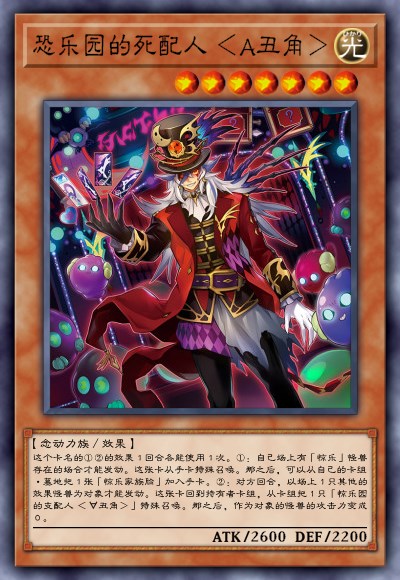 恐乐园的死配人 ＜A丑角＞
光
【念动力族／效果】
这个卡名的①②的效果１回合各能使用１次。①：自己场上有「惊乐」怪兽
存在的场合才能发动。这张卡从手卡特殊召唤。那之后，可以从自己的卡组
·墓地把１张「惊乐家族脸」加入手卡。②：对方回合，以场上１只其他的
效果怪兽为对象才能发动。这张卡回到持有者卡组，从卡组把１只「惊乐园
的支配人＜∀丑角＞」特殊召唤。那之后，作为对象的怪兽的攻击力变成
０。
ATK/2600 DEF/2200